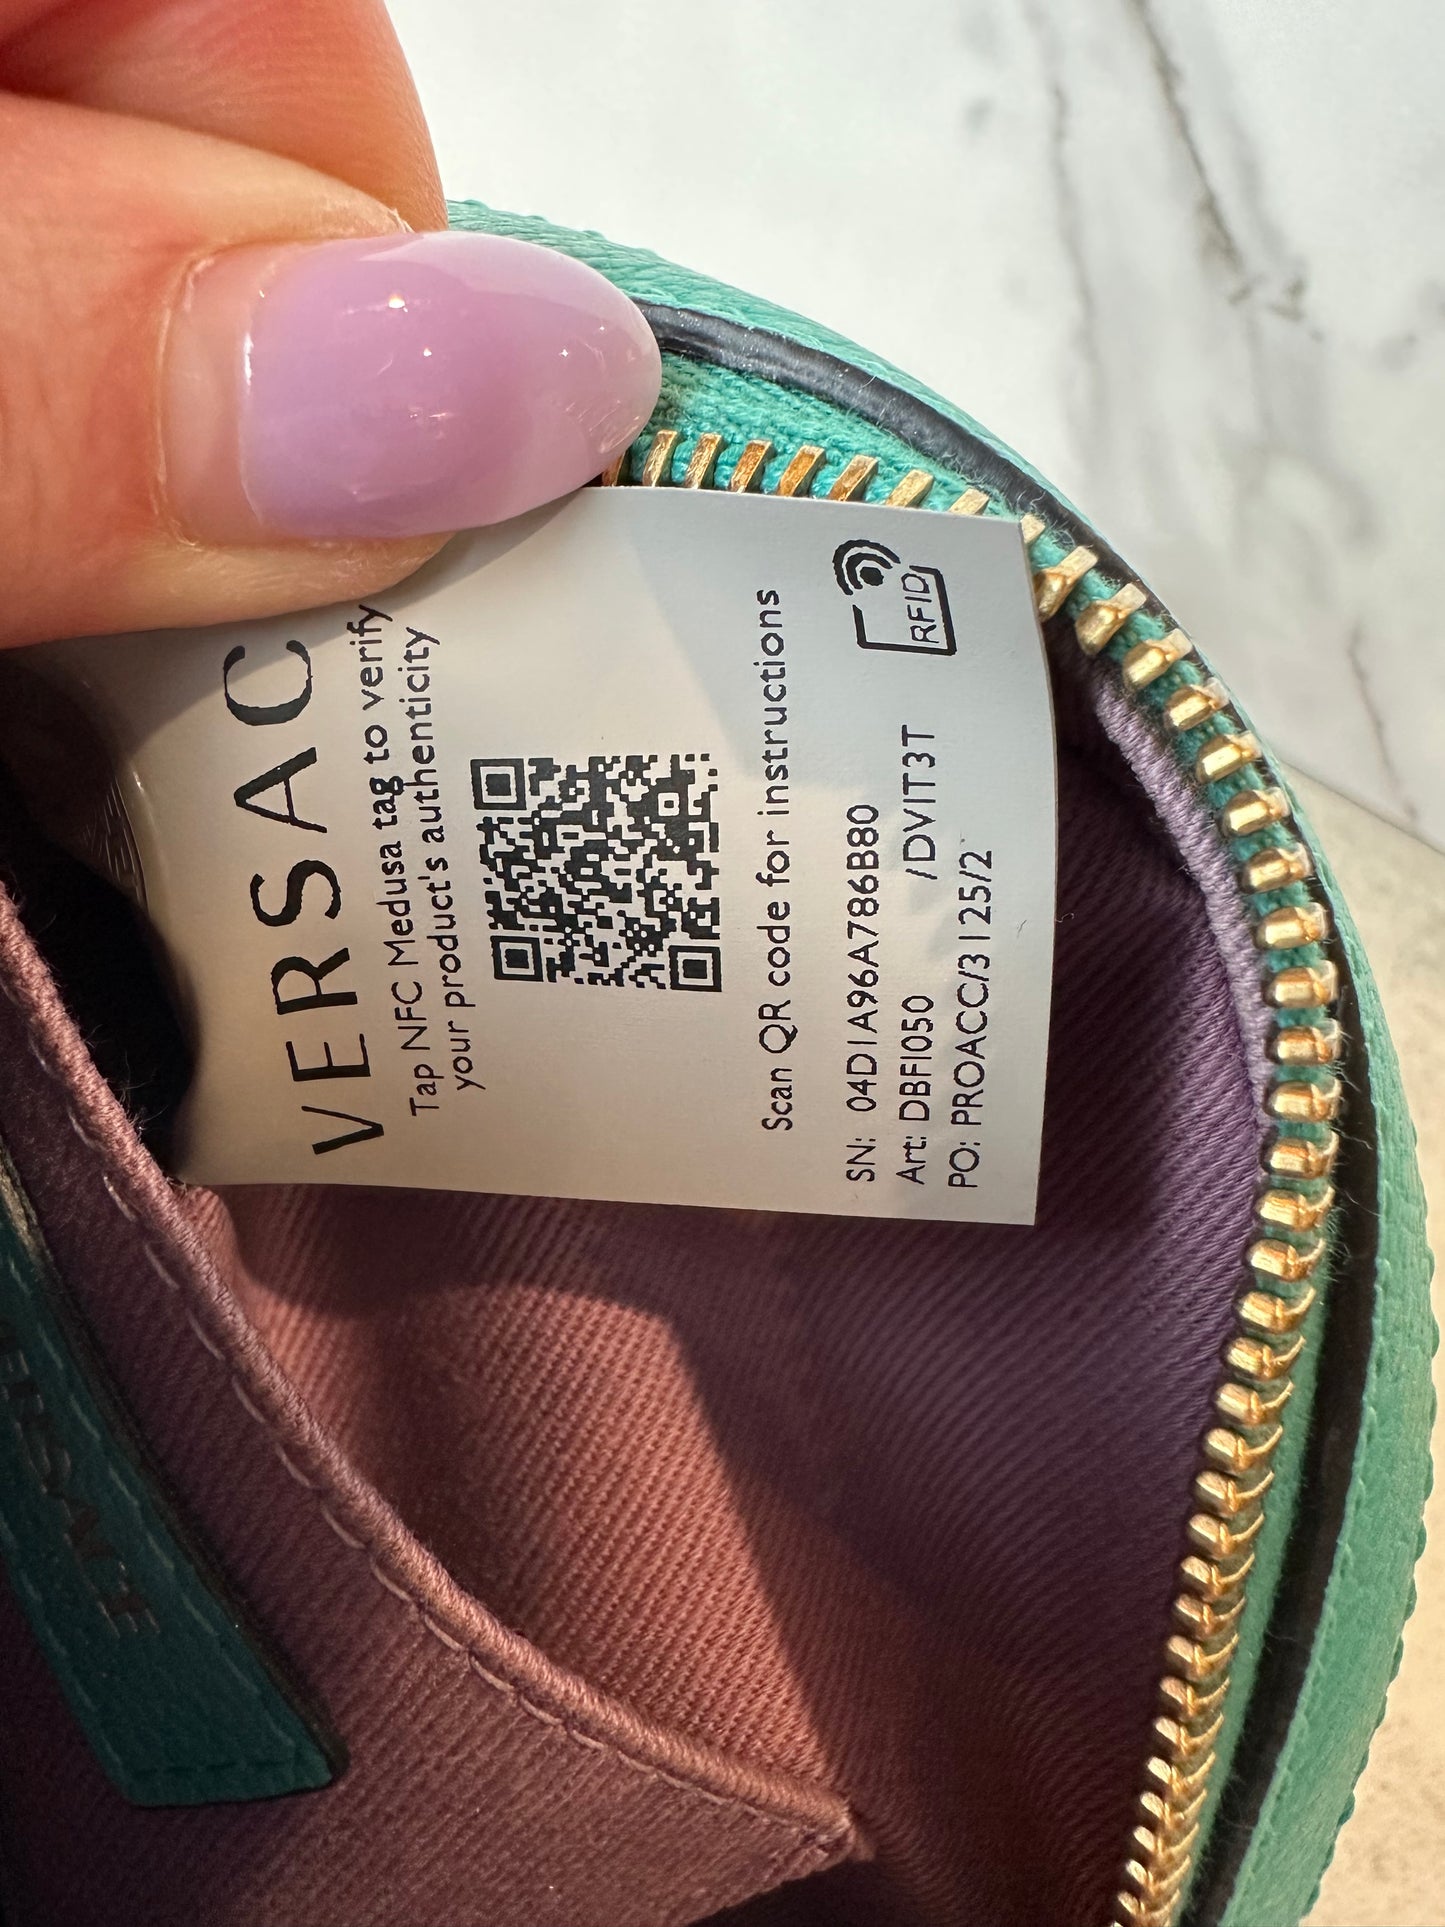 VERSAC
Tap NFC Medusa tag to verify
your product's authenticity
Scan QR code for instructions
SN: 04D1A96A786B80
Art: DBFI050 /DVIT3T
PO: PROACC/3125/2
RFID
VERSACE